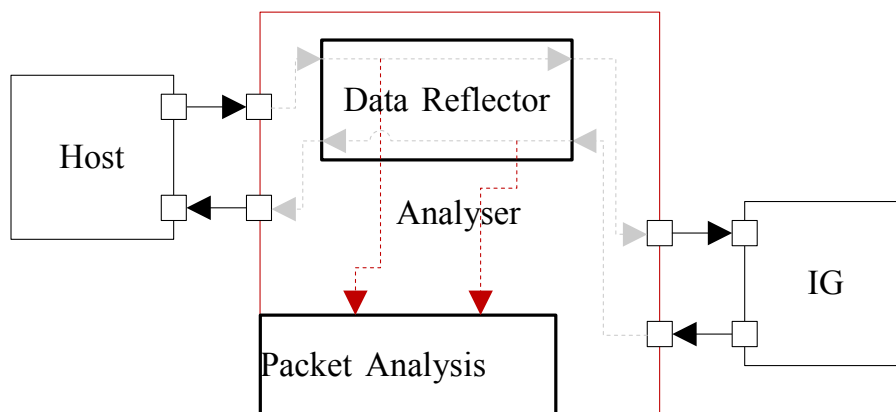 Data Reflector
Host
Analyser
IG
Packet Analysis